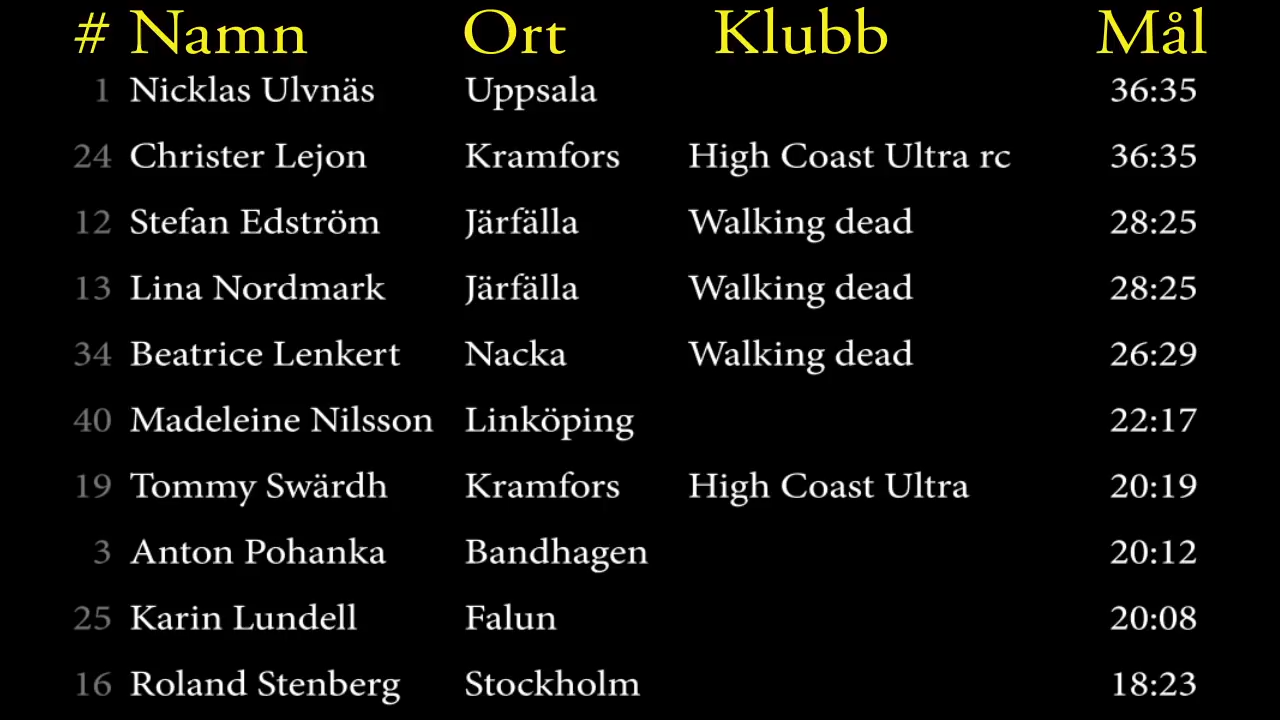 # Namn Ort Klubb Mål
1 Nicklas Ulvnäs Uppsala 36:35
24 Christer Lejon Kramfors High Coast Ultra rc 36:35
12 Stefan Edström Järfälla Walking dead 28:25
13 Lina Nordmark Järfälla Walking dead 28:25
34 Beatrice Lenkert Nacka Walking dead 26:29
40 Madeleine Nilsson Linköping 22:17
19 Tommy Swärdh Kramfors High Coast Ultra 20:19
3 Anton Pohanka Bandhagen 20:12
25 Karin Lundell Falun 20:08
16 Roland Stenberg Stockholm 18:23